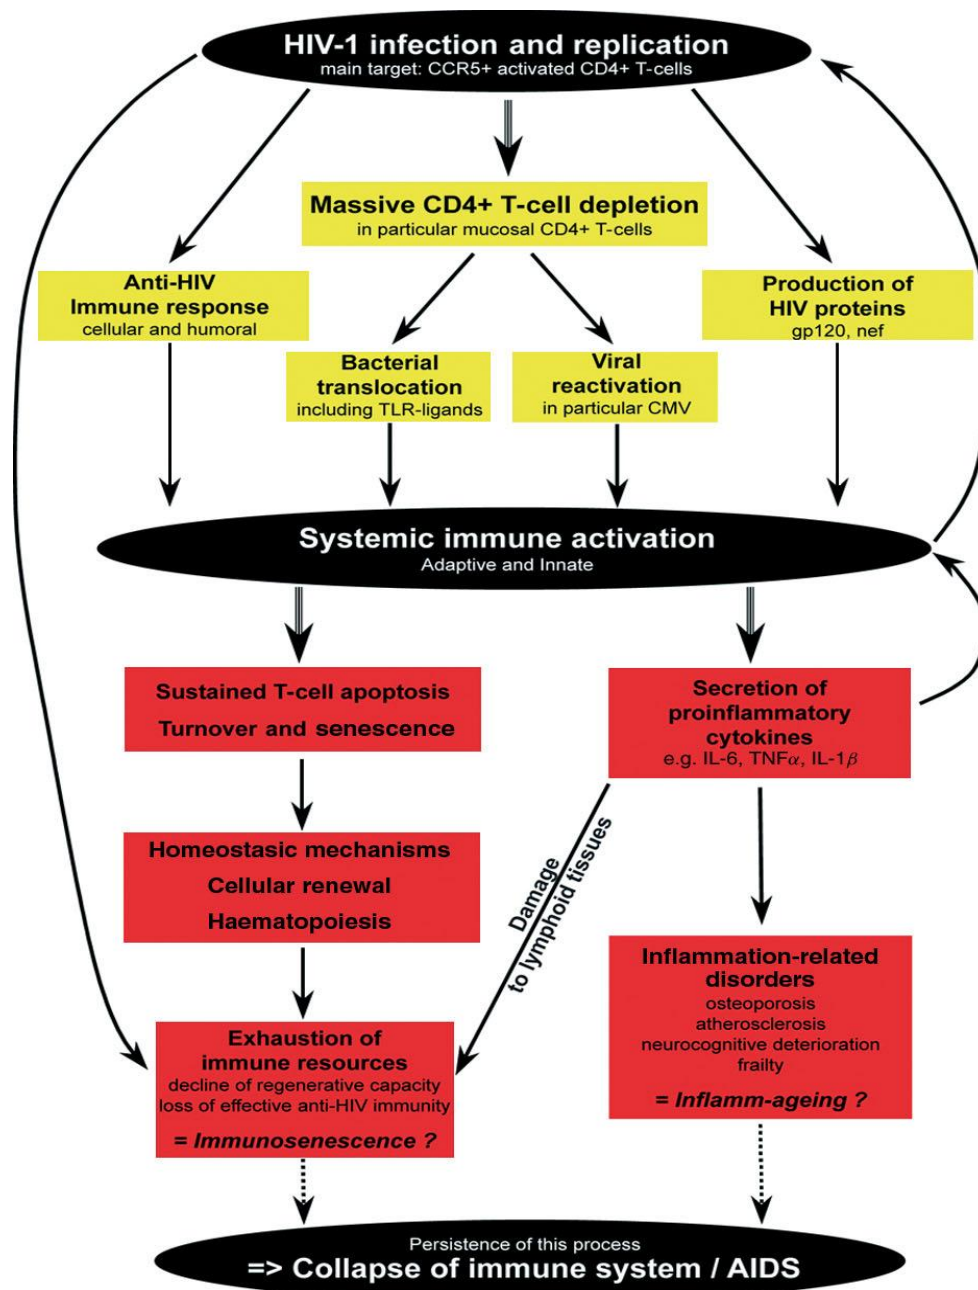 HIV-1 infection and replication
main target: CCR5+ activated CD4+ T-cells
Massive CD4+ T-cell depletion
in particular mucosal CD4+ T-cells
Anti-HIV
Immune response
cellular and humoral
Production of
HIV proteins
gp120, nef
Bacterial
translocation
including TLR-ligands
Viral
reactivation
in particular CMV
Systemic immune activation
Adaptive and Innate
Sustained T-cell apoptosis
Turnover and senescence
Secretion of
proinflammatory
cytokines
e.g. IL-6, TNFα, IL-1β
Homeostasic mechanisms
Cellular renewal
Haematopoiesis
Damage
to lymphoid tissues
Inflammation-related
disorders
osteoporosis
atherosclerosis
neurocognitive deterioration
frailty
= Inflamm-ageing ?
Exhaustion of
immune resources
decline of regenerative capacity
loss of effective anti-HIV immunity
= Immunosenescence ?
Persistence of this process
=> Collapse of immune system / AIDS